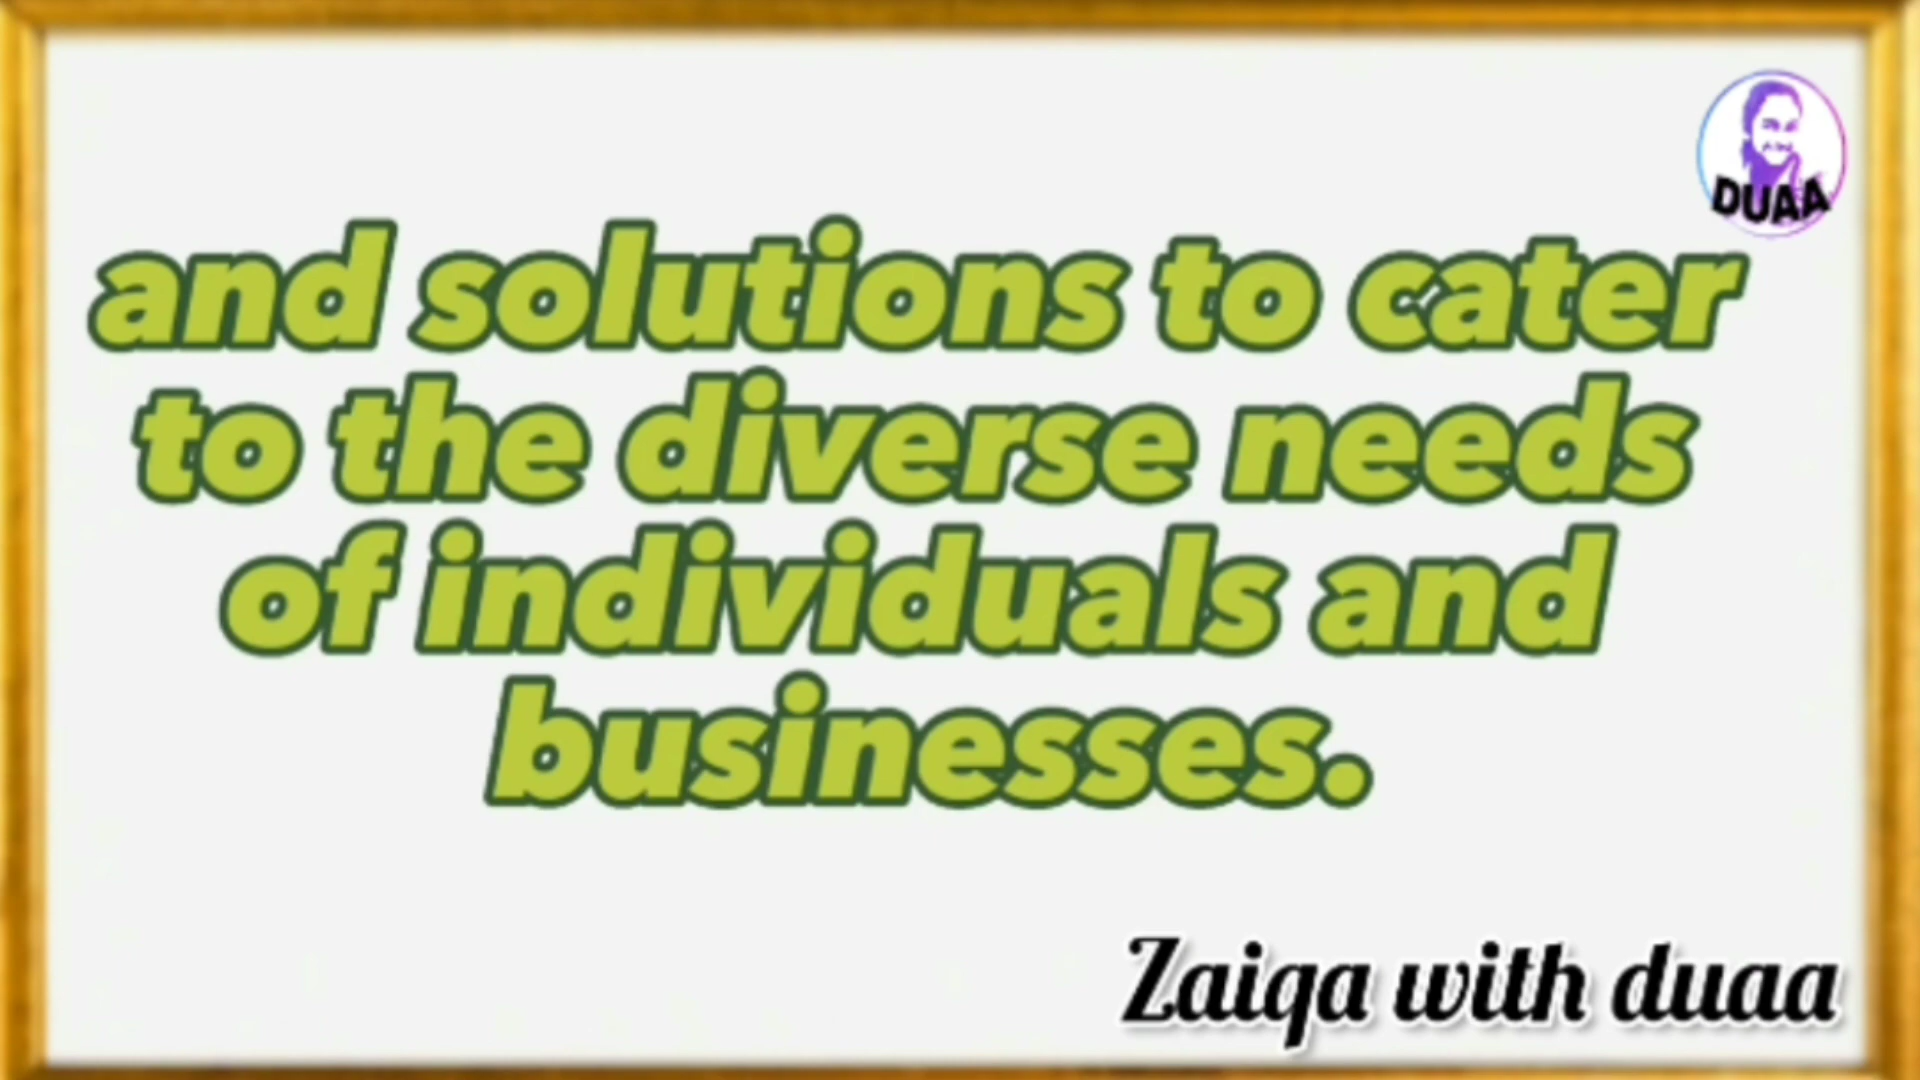 DUAA
and solutions to cater
to the diverse needs
of individuals and
businesses.
Zaiqa with duaa